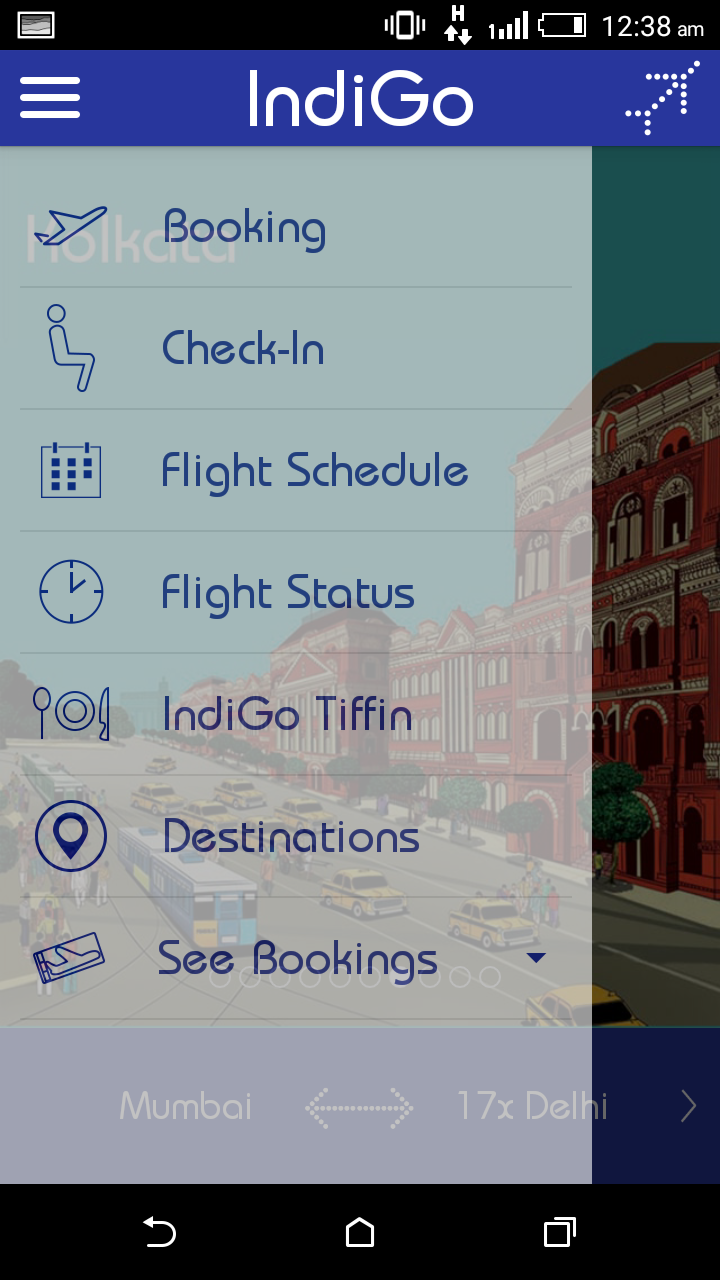 H
12:38 am
IndiGo
Kolkata
Booking
Check-In
Flight Schedule
Flight Status
IndiGo Tiffin
Destinations
See Bookings
Mumbai 17x Delhi